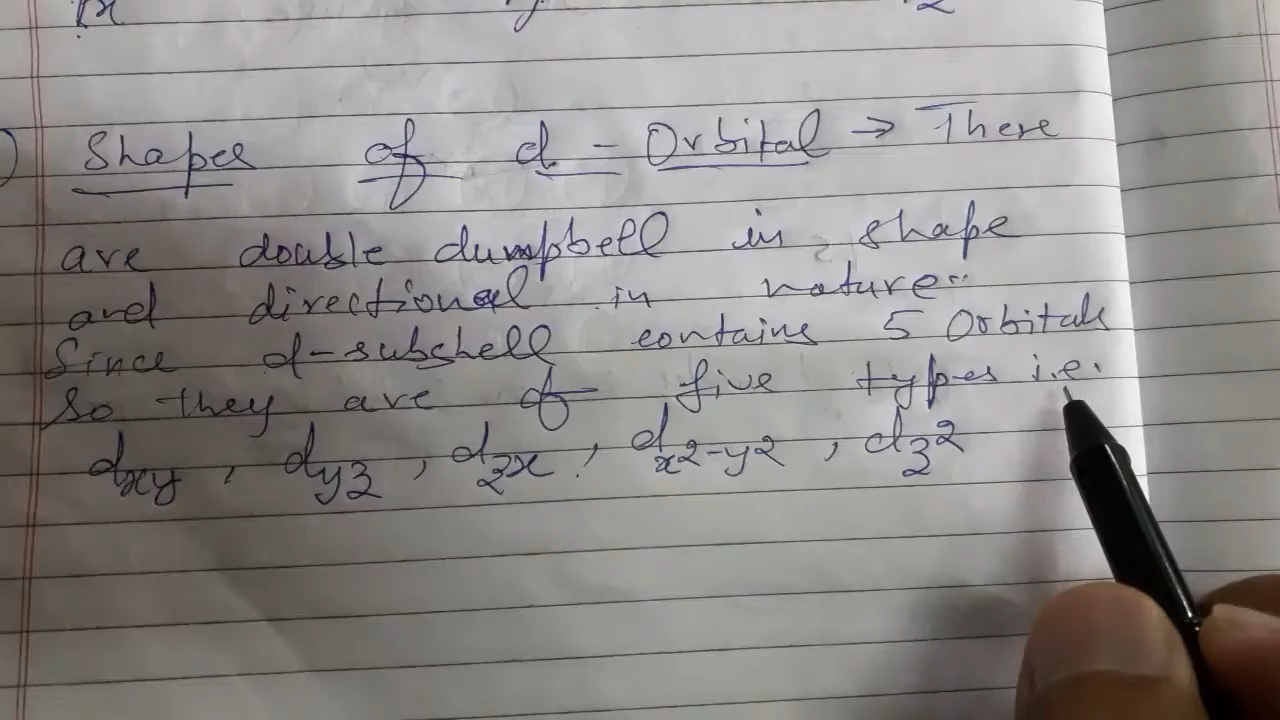 Shapes of d-Orbital → There
are double dumpbell in shape
and directional in nature..
Since d-subshell contains 5 Orbitals
So they are of five types i.e.
dxy, dyz, dzx, dx2-y2, dz2